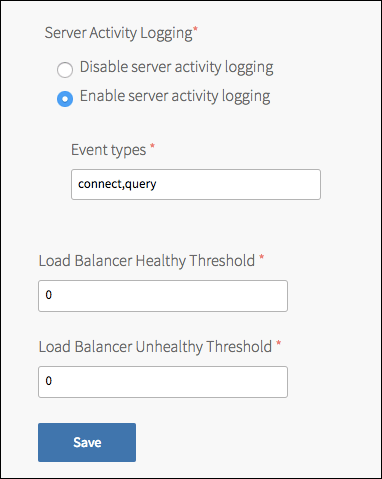 Server Activity Logging*
Disable server activity logging
Enable server activity logging
Event types *
connect,query
Load Balancer Healthy Threshold *
0
Load Balancer Unhealthy Threshold *
0
Save